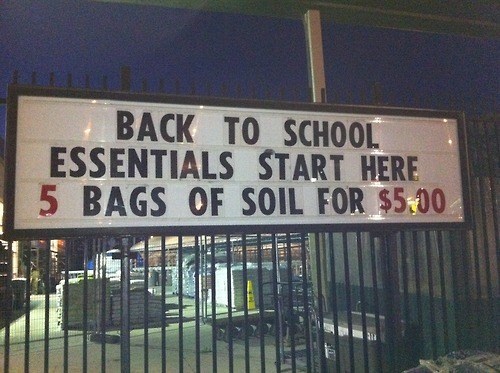 BACK TO SCHOOL
ESSENTIALS START HERE
5 BAGS OF SOIL FOR $5.00